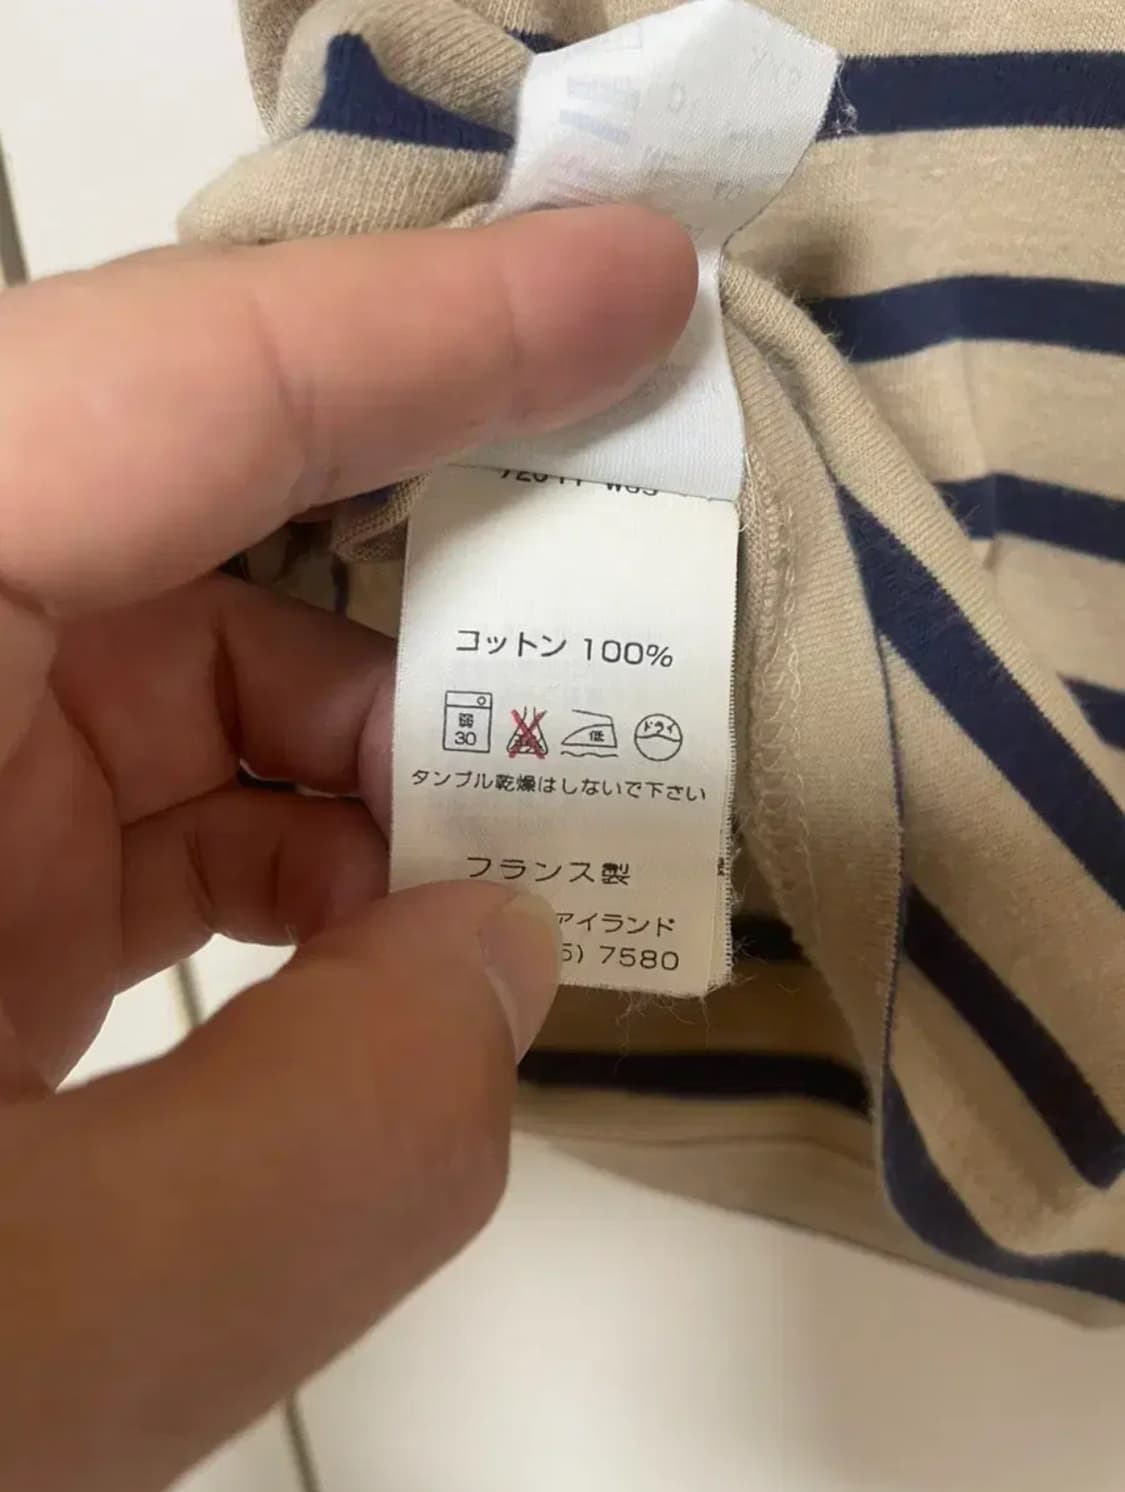 コットン 100%
弱
30
低
ドライ
タンブル乾燥はしないで下さい
フランス製
アイランド
5) 7580